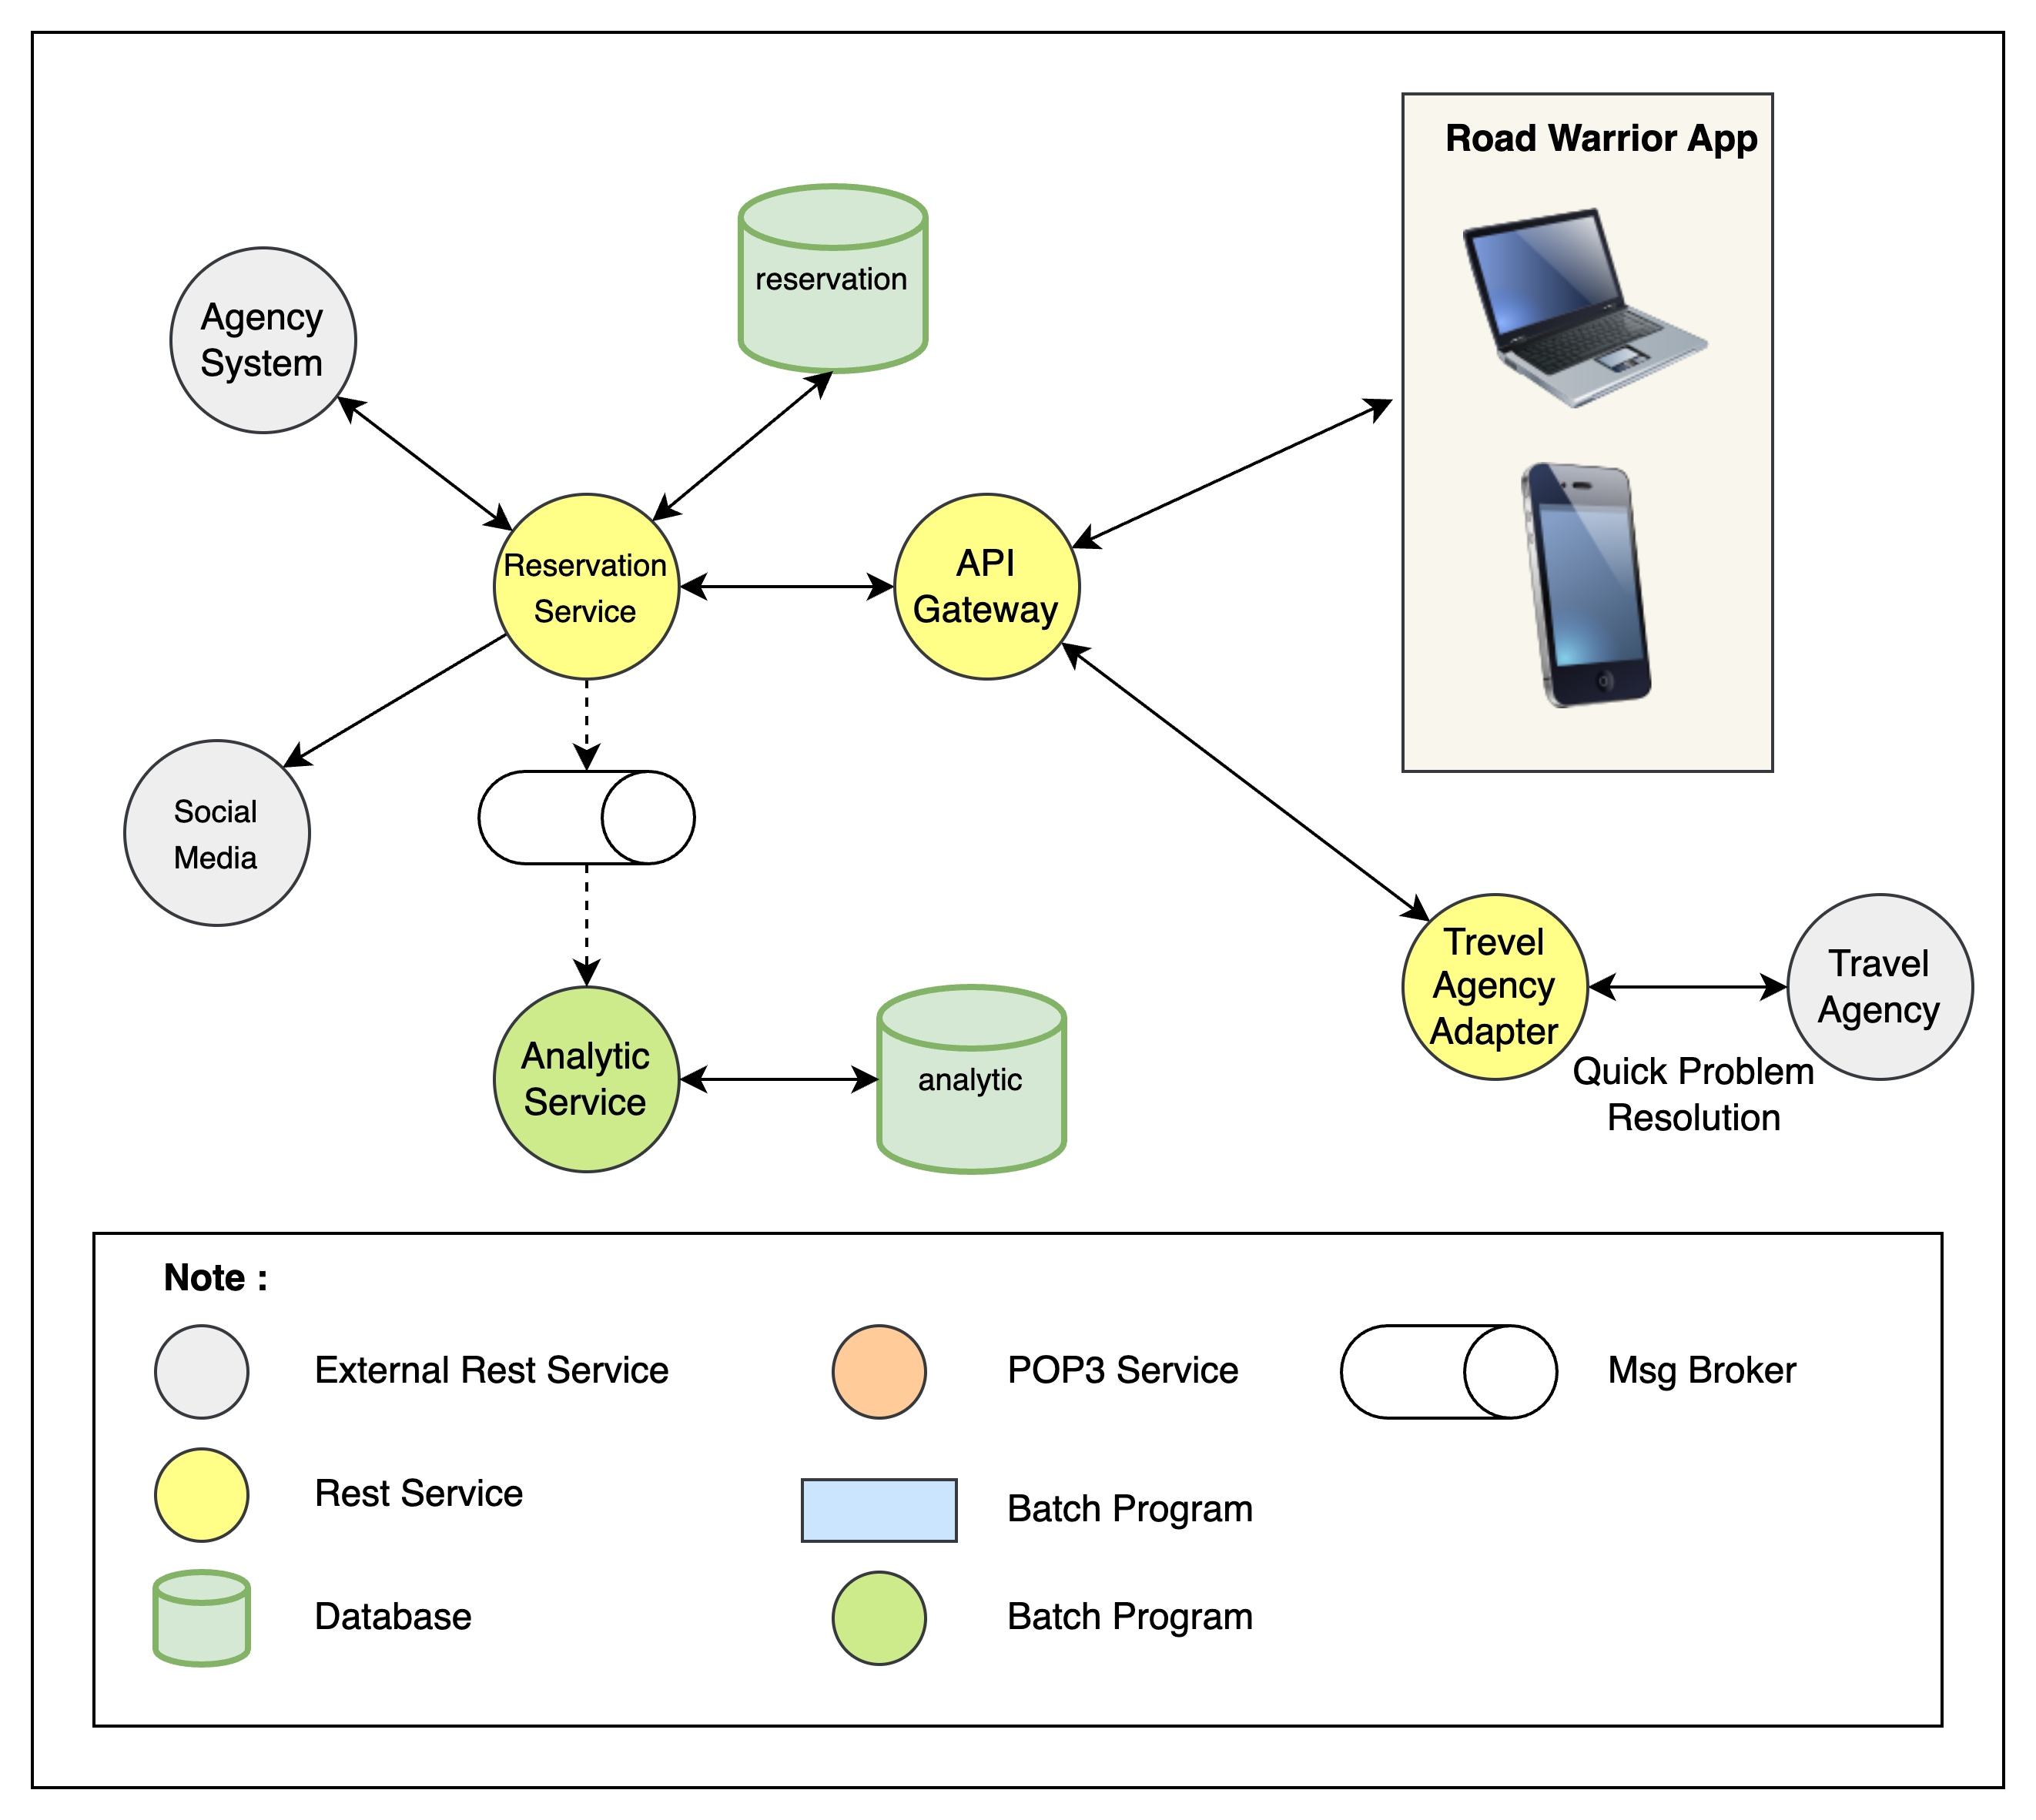 Road Warrior App
reservation
Agency
System
Reservation
Service
API
Gateway
Social
Media
Trevel
Agency
Adapter
Travel
Agency
Quick Problem
Resolution
Analytic
Service
analytic
Note :
External Rest Service
POP3 Service
Msg Broker
Rest Service
Batch Program
Database
Batch Program